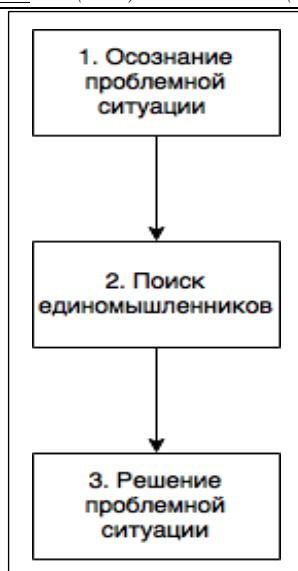 1. Осознание
проблемной
ситуации
2. Поиск
единомышленников
3. Решение
проблемной
ситуации